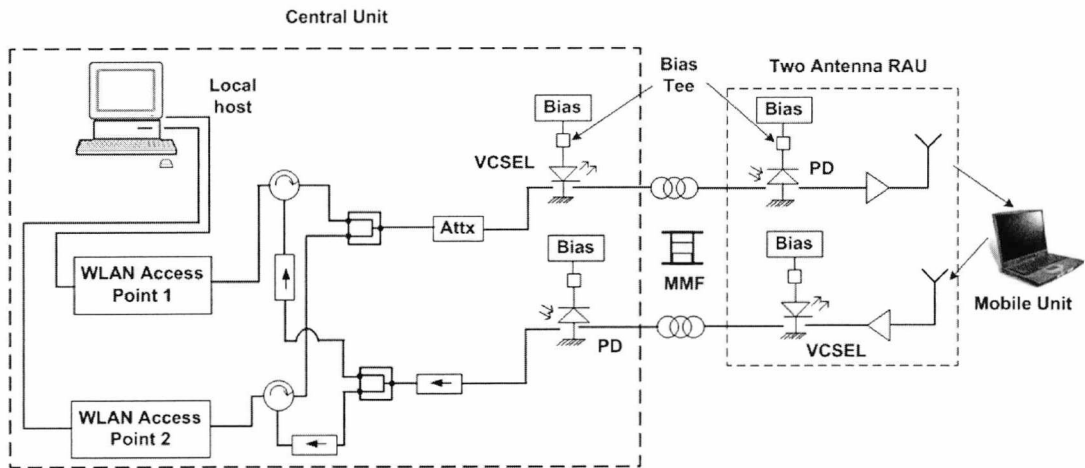 Central Unit
Local
host
Bias
Tee
Two Antenna RAU
Bias
Bias
VCSEL
PD
Attx
WLAN Access
Point 1
Bias
MMF
Bias
Mobile Unit
PD
VCSEL
WLAN Access
Point 2